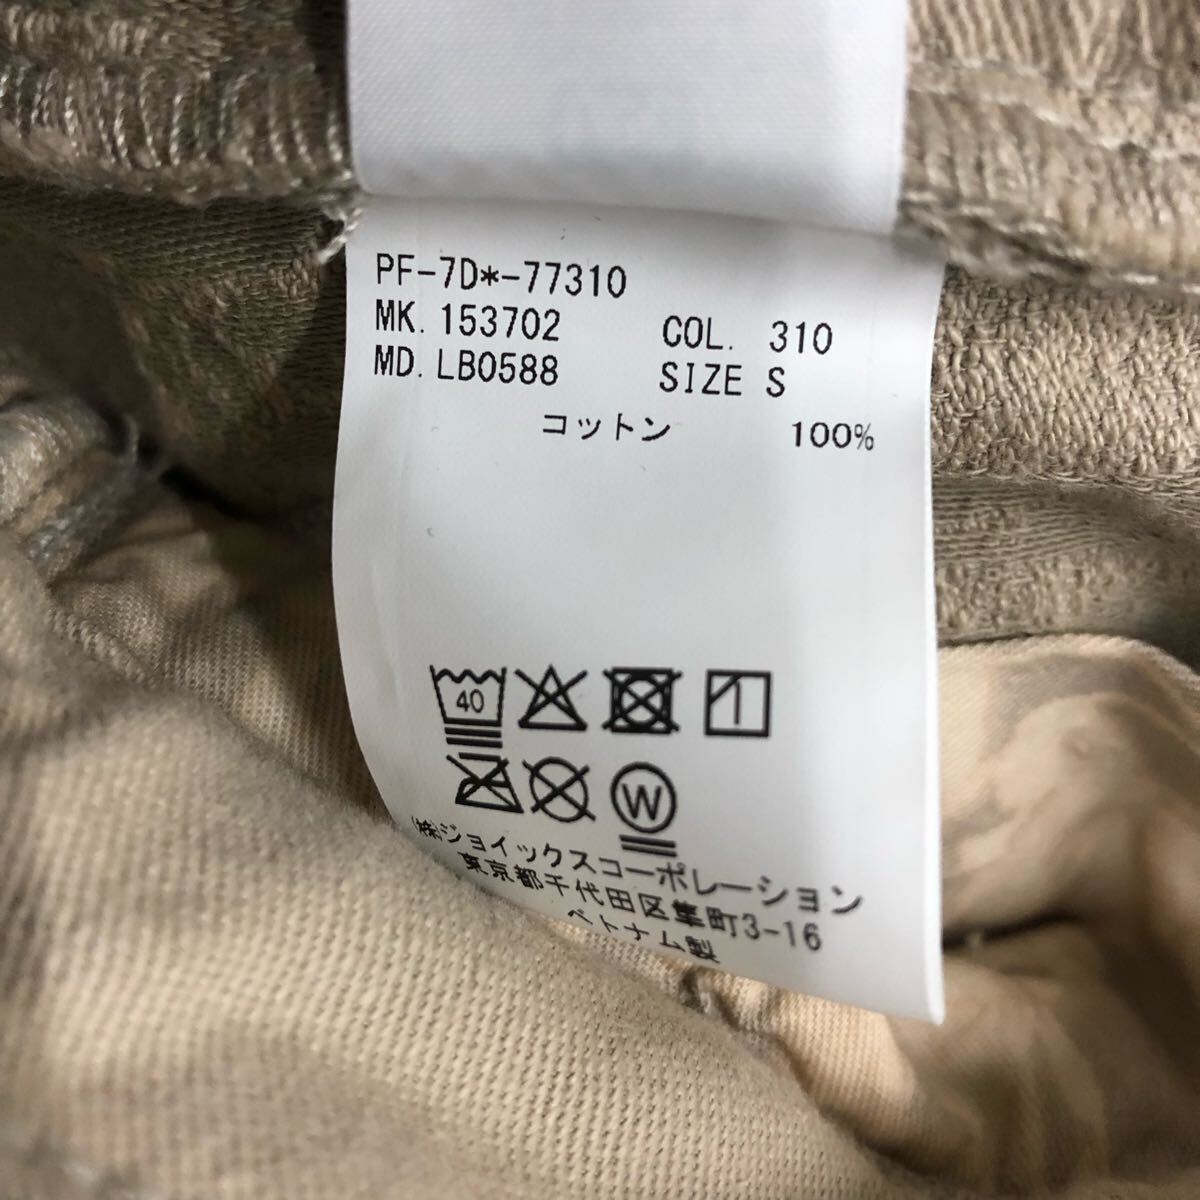 PF-7D*-77310
MK. 153702 COL. 310
MD. LB0588 SIZE S
コットン 100%
40
W
㈱ジョイックスコーポレーション
東京都千代田区隼町3-16
ベトナム製